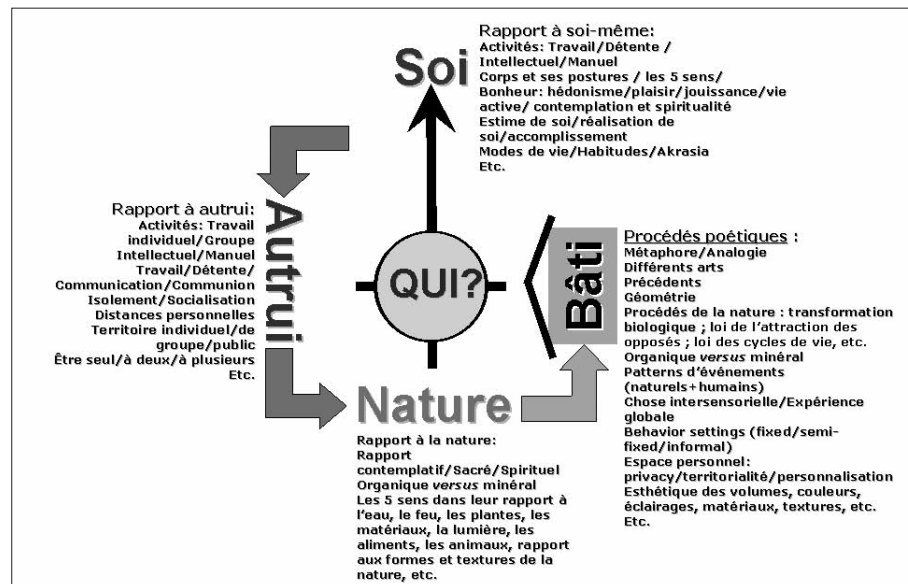 Soi
Rapport à soi-même:
Activités: Travail/Détente /
Intellectuel/Manuel
Corps et ses postures / les 5 sens/
Bonheur: hédonisme/plaisir/jouissance/vie
active/ contemplation et spiritualité
Estime de soi/réalisation de
soi/accomplissement
Modes de vie/Habitudes/Akrasia
Etc.
Autrui
Rapport à autrui:
Activités: Travail
individuel/Groupe
Intellectuel/Manuel
Travail/Détente/
Communication/Communion
Isolement/Socialisation
Distances personnelles
Territoire individuel/de
groupe/public
Être seul/à deux/à plusieurs
Etc.
QUI?
Nature
Rapport à la nature:
Rapport
contemplatif/Sacré/Spirituel
Organique versus minéral
Les 5 sens dans leur rapport à
l'eau, le feu, les plantes, les
matériaux, la lumière, les
aliments, les animaux, rapport
aux formes et textures de la
nature, etc.
Bâti
Procédés poétiques :
Métaphore/Analogie
Différents arts
Précédents
Géométrie
Procédés de la nature : transformation
biologique ; loi de l'attraction des
opposés ; loi des cycles de vie, etc.
Organique versus minéral
Patterns d'événements
(naturels+humains)
Chose intersensorielle/Expérience
globale
Behavior settings (fixed/semi-
fixed/informal)
Espace personnel:
privacy/territorialité/personnalisation
Esthétique des volumes, couleurs,
éclairages, matériaux, textures, etc.
Etc.